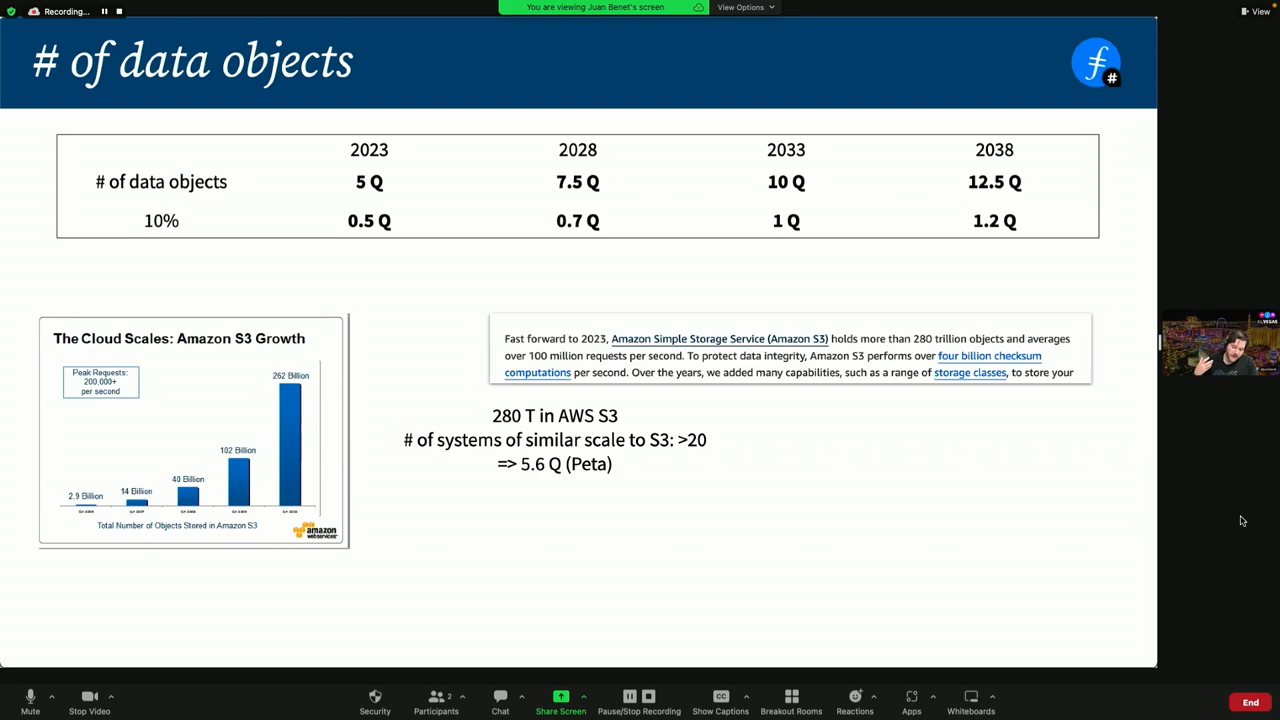 Recording...
You are viewing Juan Benet's screen
View Options
View
# of data objects
#
2023 2028 2033 2038
# of data objects 5 Q 7.5 Q 10 Q 12.5 Q
10% 0.5 Q 0.7 Q 1 Q 1.2 Q
The Cloud Scales: Amazon S3 Growth
Peak Requests:
200,000+
per second
262 Billion
102 Billion
40 Billion
14 Billion
2.9 Billion
Total Number of Objects Stored in Amazon S3
amazon
webservices
Fast forward to 2023, Amazon Simple Storage Service (Amazon S3) holds more than 280 trillion objects and averages
over 100 million requests per second. To protect data integrity, Amazon S3 performs over four billion checksum
computations per second. Over the years, we added many capabilities, such as a range of storage classes, to store your
280 T in AWS S3
# of systems of similar scale to S3: >20
=> 5.6 Q (Peta)
Mute
Stop Video
Security
Participants 2
Chat
Share Screen
Pause/Stop Recording
CC
Show Captions
Breakout Rooms
Reactions
Apps
Whiteboards
End